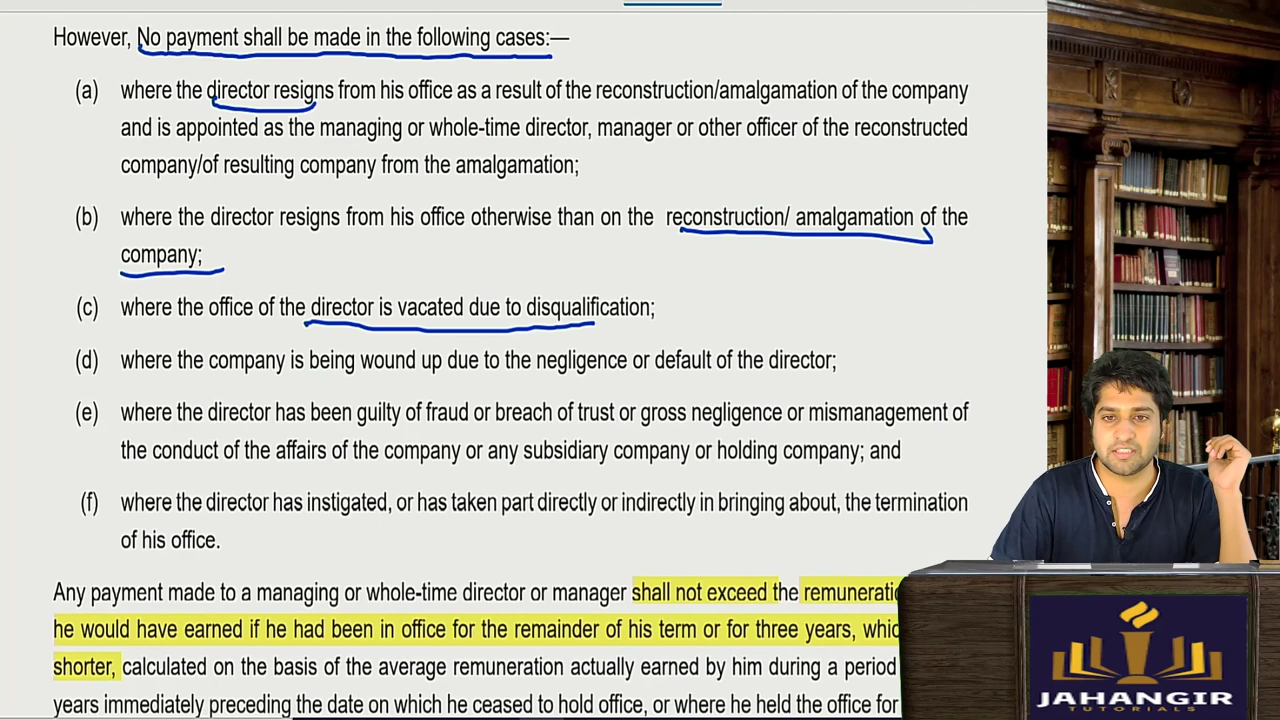 However, No payment shall be made in the following cases:—
(a) where the director resigns from his office as a result of the reconstruction/amalgamation of the company
and is appointed as the managing or whole-time director, manager or other officer of the reconstructed
company/of resulting company from the amalgamation;
(b) where the director resigns from his office otherwise than on the reconstruction/ amalgamation of the
company;
(c) where the office of the director is vacated due to disqualification;
(d) where the company is being wound up due to the negligence or default of the director;
(e) where the director has been guilty of fraud or breach of trust or gross negligence or mismanagement of
the conduct of the affairs of the company or any subsidiary company or holding company; and
(f) where the director has instigated, or has taken part directly or indirectly in bringing about, the termination
of his office.
Any payment made to a managing or whole-time director or manager shall not exceed the
he would have earned if he had been in office for the remainder of his term or for three years,
shorter, calculated on the basis of the average remuneration actually earned by him during a period
years immediately preceding the date on which he ceased to hold office, or where he held the office for
JAHANGIR
TUTORIALS